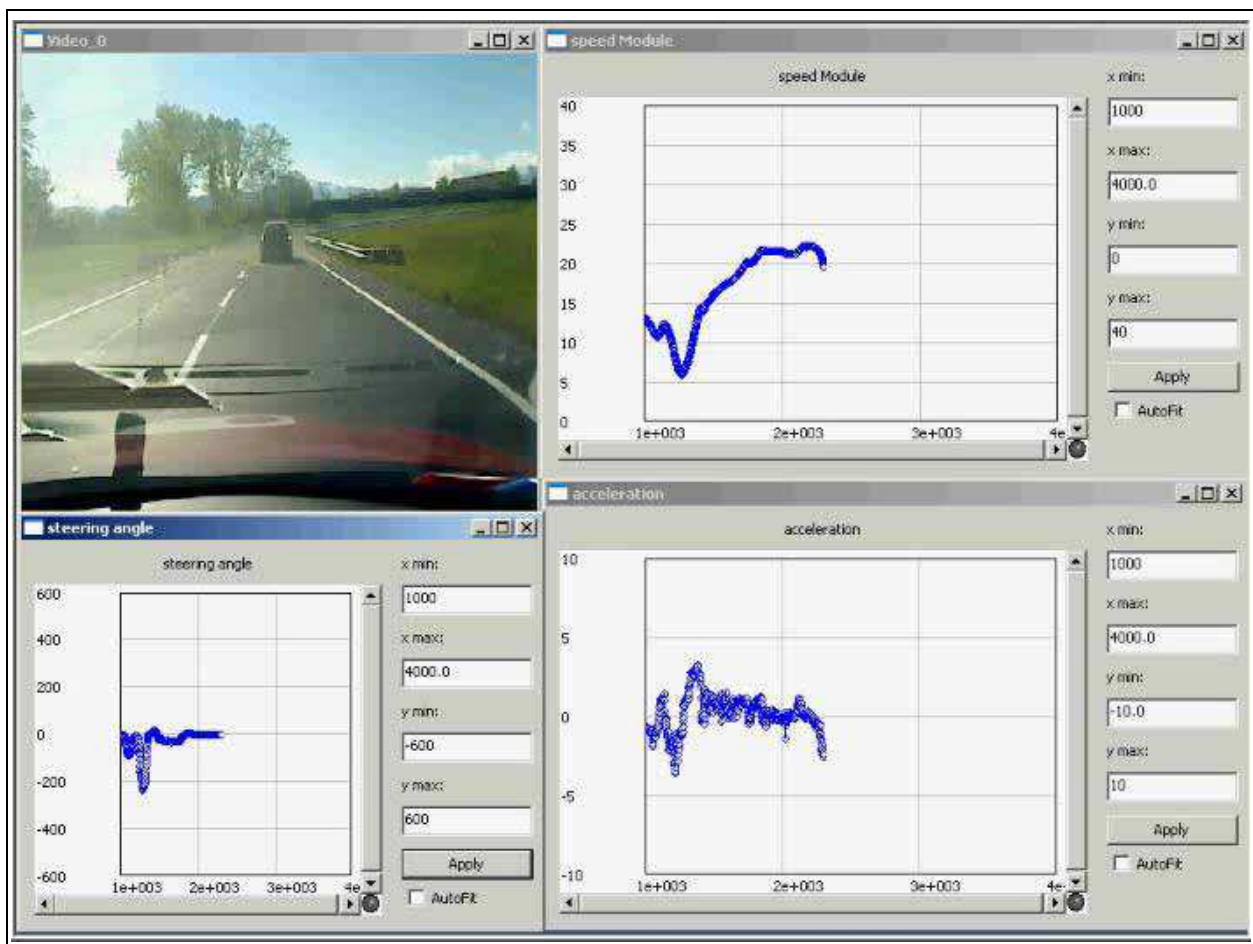 Video_0
speed Module
speed Module
40
35
30
25
20
15
10
5
0
1e+003
2e+003
3e+003
4e
x min:
1000
x max:
4000.0
y min:
0
y max:
40
Apply
AutoFit
steering angle
steering angle
600
400
200
0
-200
-400
-600
1e+003
2e+003
3e+003
4e
x min:
1000
x max:
4000.0
y min:
-600
y max:
600
Apply
AutoFit
acceleration
acceleration
10
5
0
-5
-10
1e+003
2e+003
3e+003
4e
x min:
1000
x max:
4000.0
y min:
-10.0
y max:
10
Apply
AutoFit